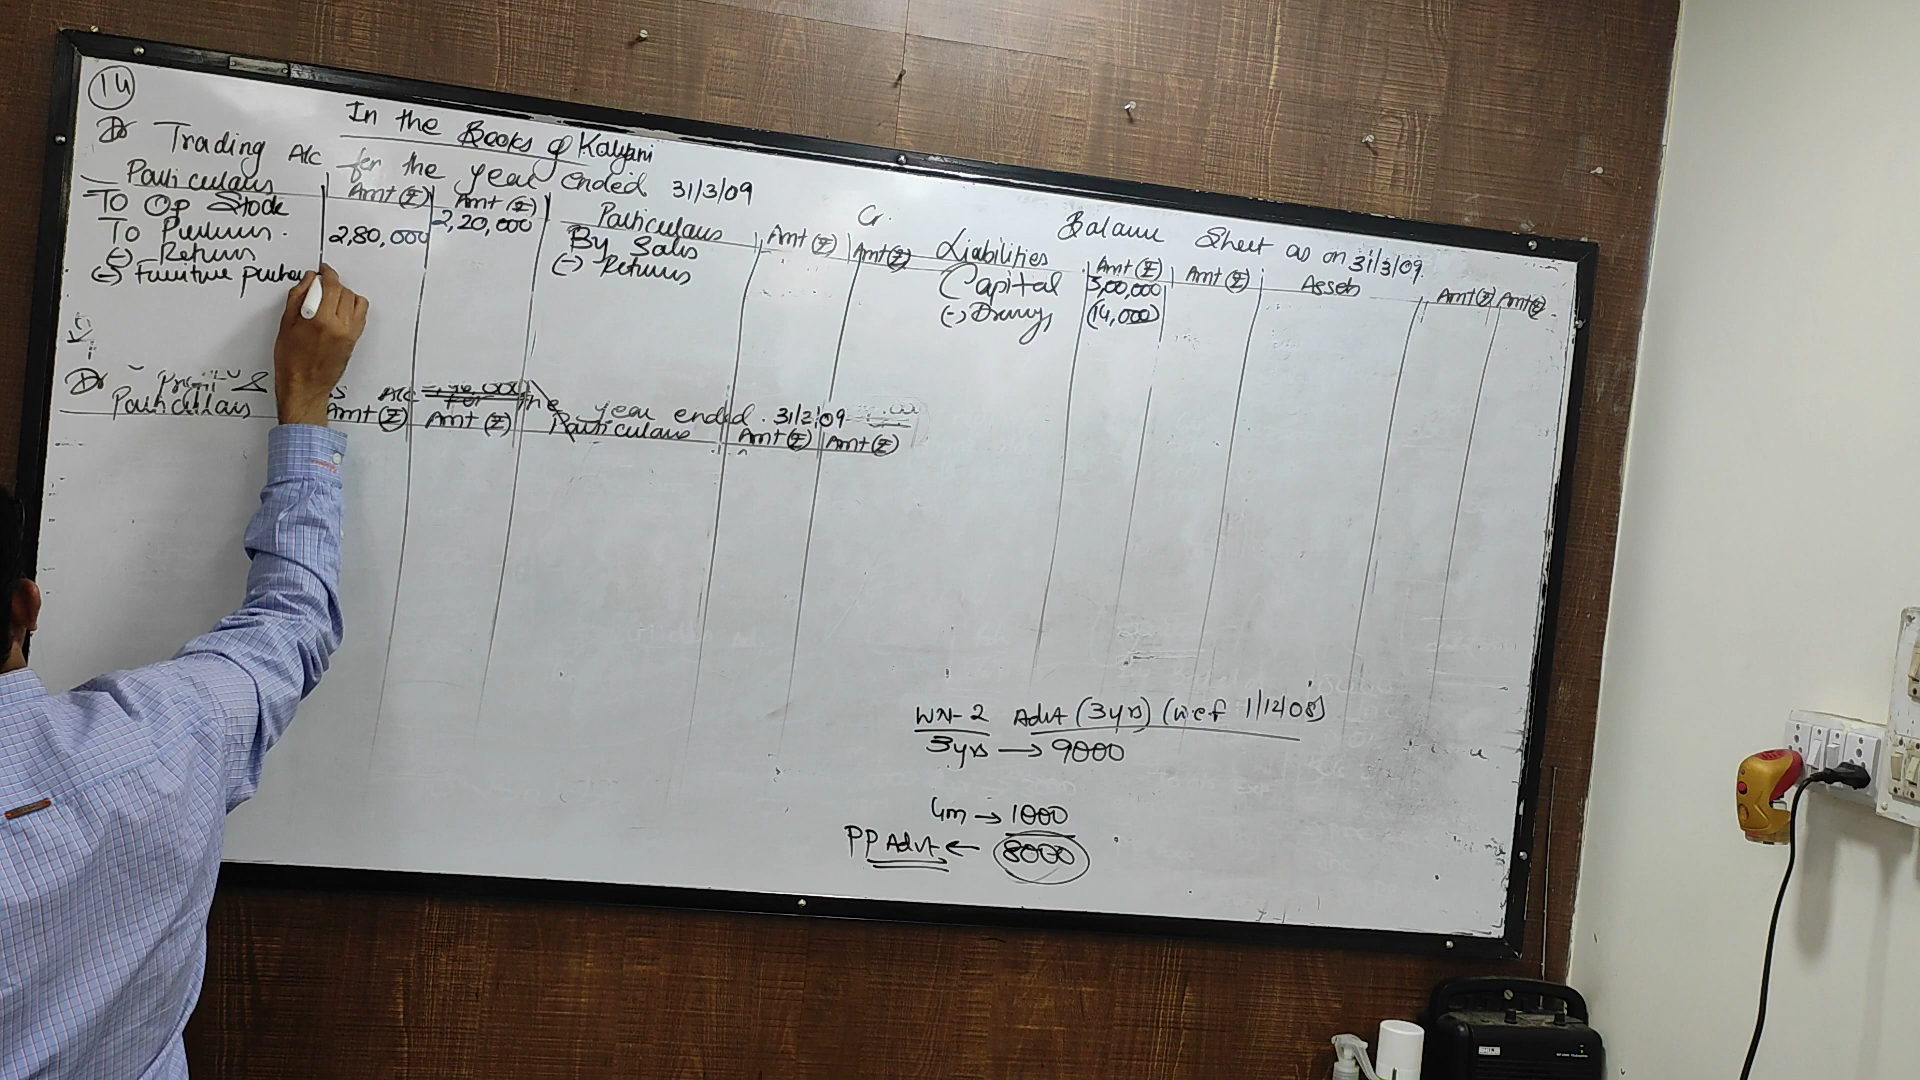 14
In the Books of Kalyani
Dr Trading A/c for the year ended 31/3/09 Cr.
Particulars Amt (₹) Amt (₹) Particulars Amt (₹) Amt (₹)
To Op Stock 2,20,000 By Sales
To Purchases. 2,80,000 (-) Returns
(-) Returns
(-) Furniture purchase
Dr Profit & A/c the year ended 31/3/09
Particulars Amt (₹) Amt (₹) Particulars Amt (₹) Amt (₹)
Balance Sheet as on 31/3/09
Liabilities Amt (₹) Amt (₹) Assets Amt (₹) Amt (₹)
Capital 3,00,000
(-) Drawings (14,000)
WN-2 Advt (3yrs) (wef 1/12/08)
3yrs → 9000
4m → 1000
PP Advt ← 8000